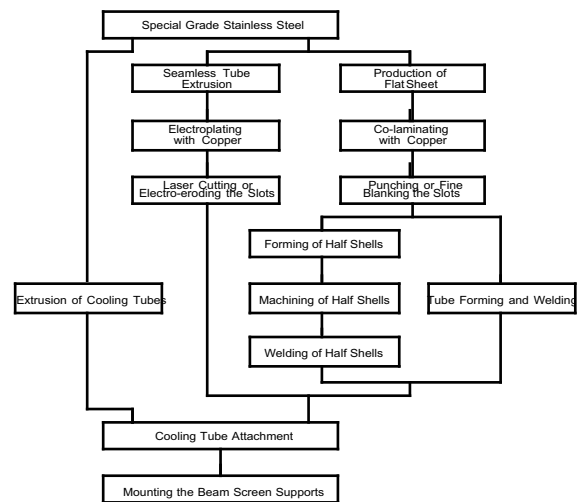 Special Grade Stainless Steel
Seamless Tube
Extrusion
Production of
Flat Sheet
Electroplating
with Copper
Co-laminating
with Copper
Laser Cutting or
Electro-eroding the Slots
Punching or Fine
Blanking the Slots
Forming of Half Shells
Extrusion of Cooling Tubes
Machining of Half Shells
Tube Forming and Welding
Welding of Half Shells
Cooling Tube Attachment
Mounting the Beam Screen Supports